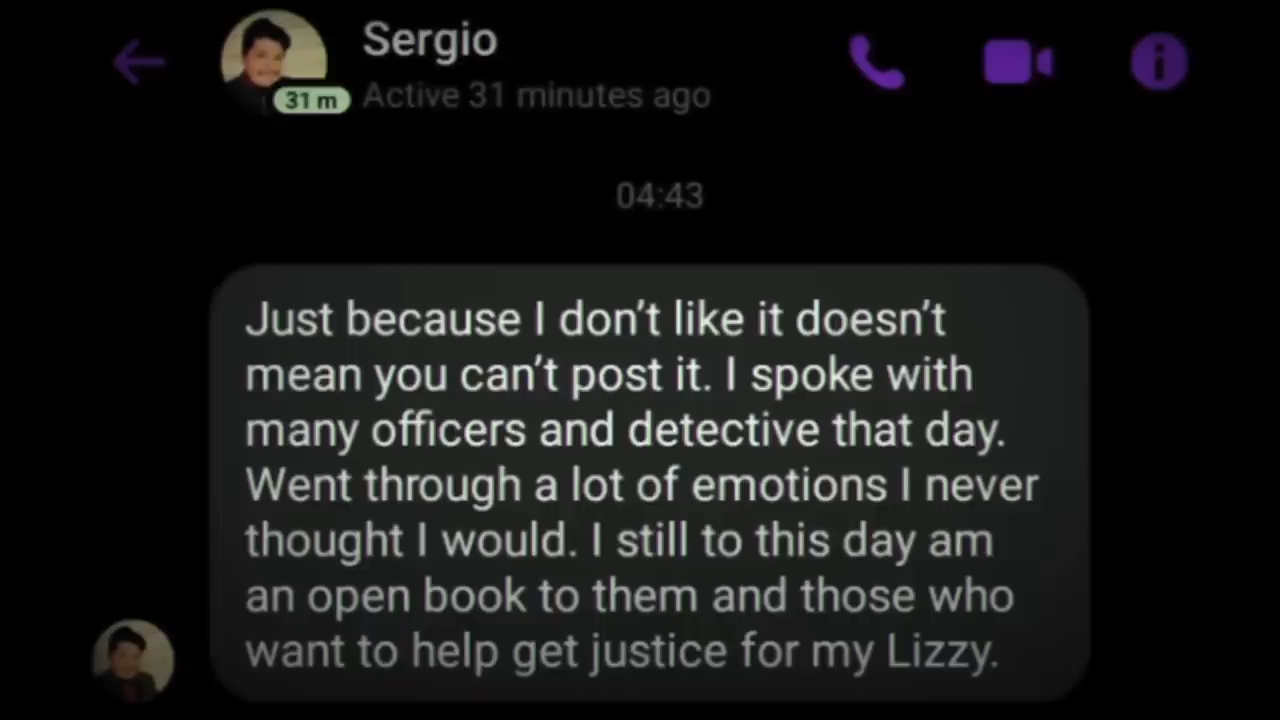 Sergio
31 m
Active 31 minutes ago
04:43
Just because I don't like it doesn't
mean you can't post it. I spoke with
many officers and detective that day.
Went through a lot of emotions I never
thought I would. I still to this day am
an open book to them and those who
want to help get justice for my Lizzy.